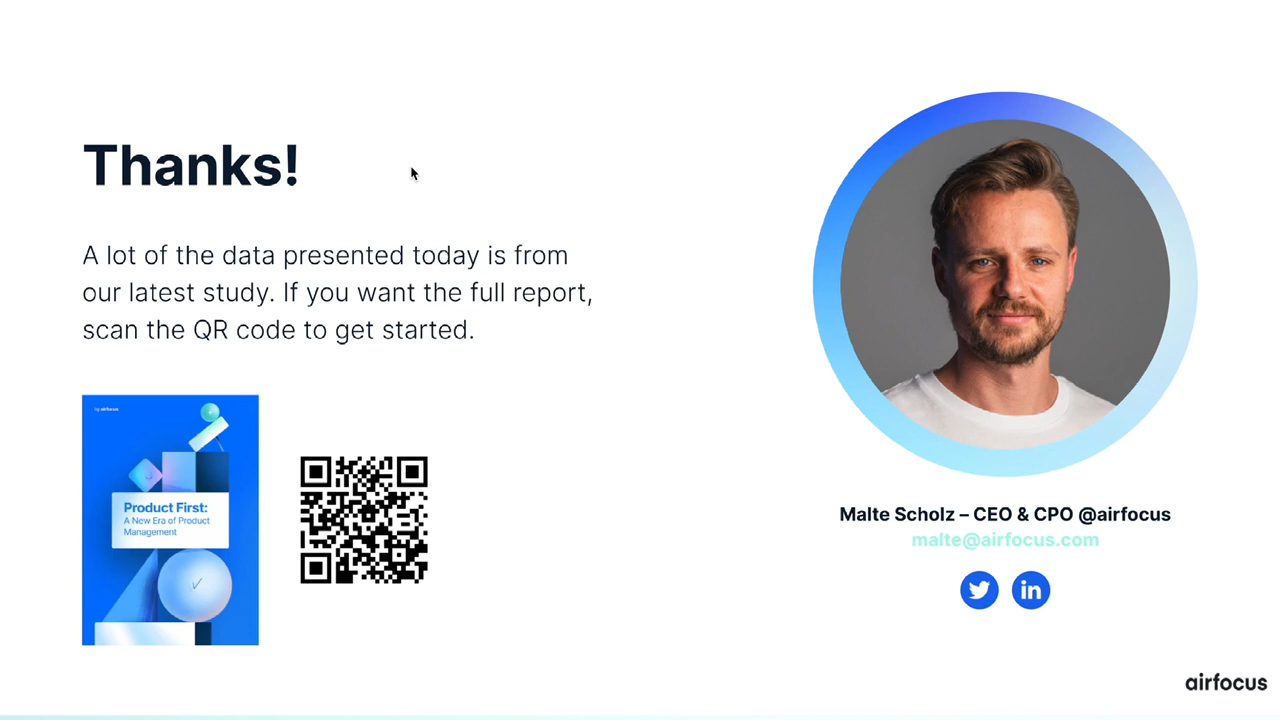 Thanks!
A lot of the data presented today is from
our latest study. If you want the full report,
scan the QR code to get started.
by airfocus
Product First:
A New Era of Product
Management
Malte Scholz – CEO & CPO @airfocus
malte@airfocus.com
in
airfocus